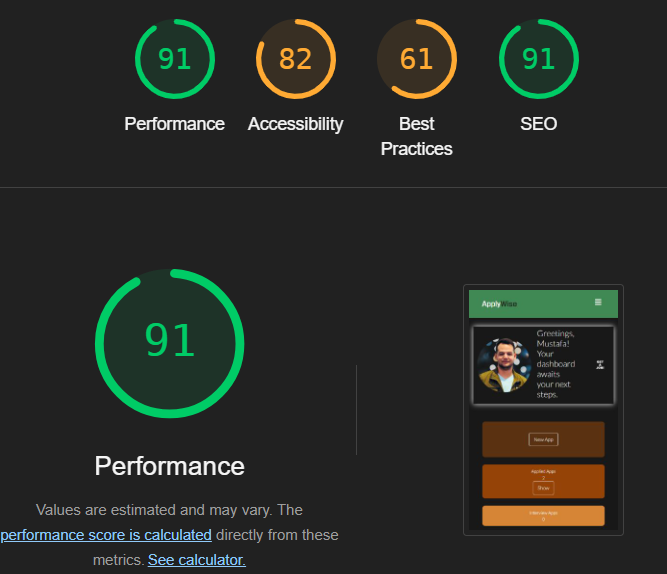 91
82
61
91
Performance
Accessibility
Best
Practices
SEO
91
Performance
Values are estimated and may vary. The
performance score is calculated directly from these
metrics. See calculator.
ApplyWise
Greetings,
Mustafa!
Your
dashboard
awaits
your next
steps.
New App
Applied Apps
2
Show
Interview Apps
0